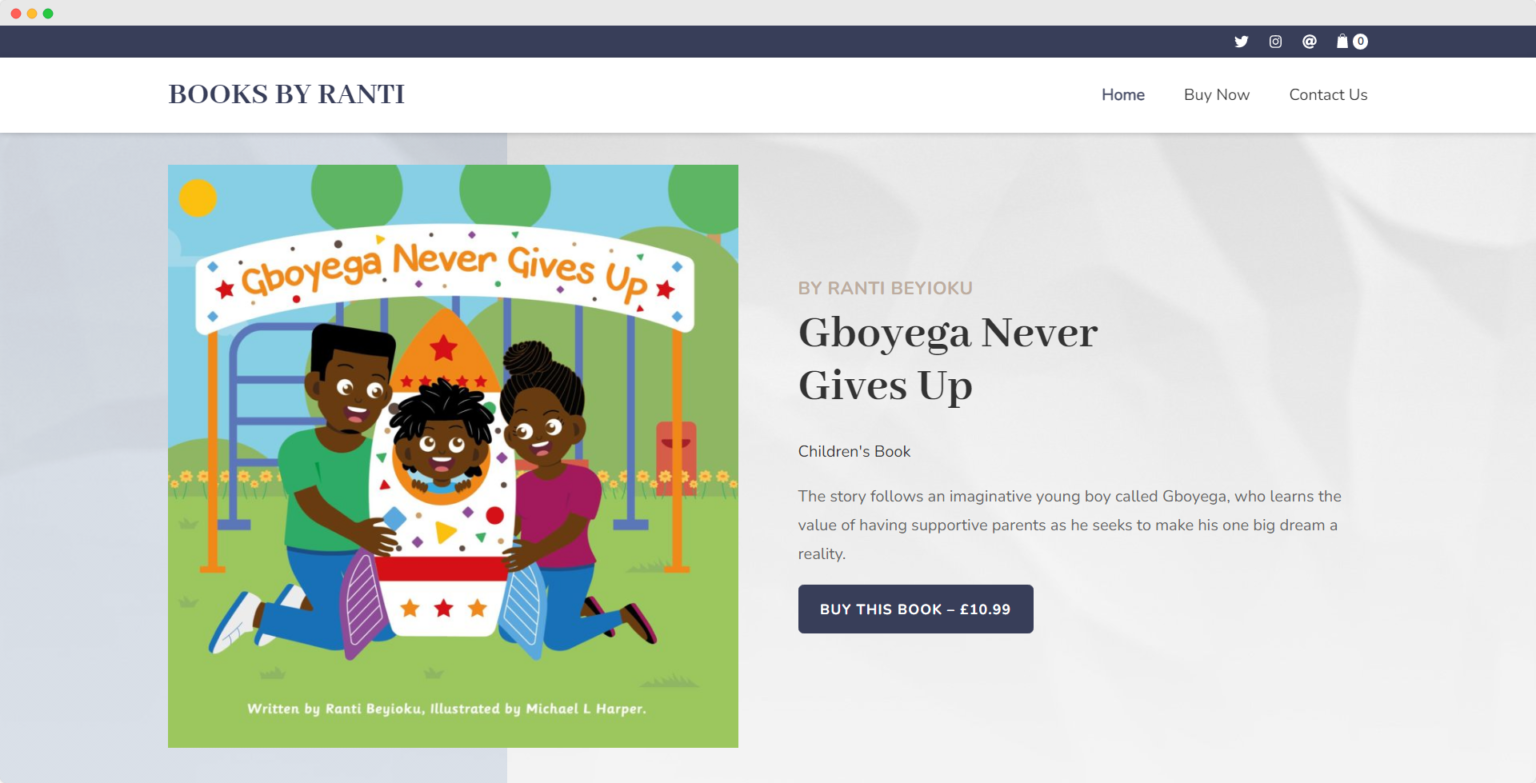 0
BOOKS BY RANTI
Home
Buy Now
Contact Us
Gboyega Never Gives Up
Written by Ranti Beyioku, Illustrated by Michael L Harper.
BY RANTI BEYIOKU
Gboyega Never
Gives Up
Children's Book
The story follows an imaginative young boy called Gboyega, who learns the
value of having supportive parents as he seeks to make his one big dream a
reality.
BUY THIS BOOK – £10.99